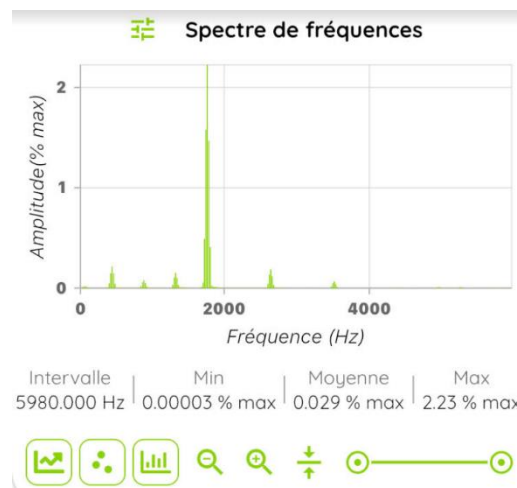 Spectre de fréquences
Amplitude(% max)
2
1
0
0 2000 4000
Fréquence (Hz)
Intervalle Min Moyenne Max
5980.000 Hz 0.00003 % max 0.029 % max 2.23 % max